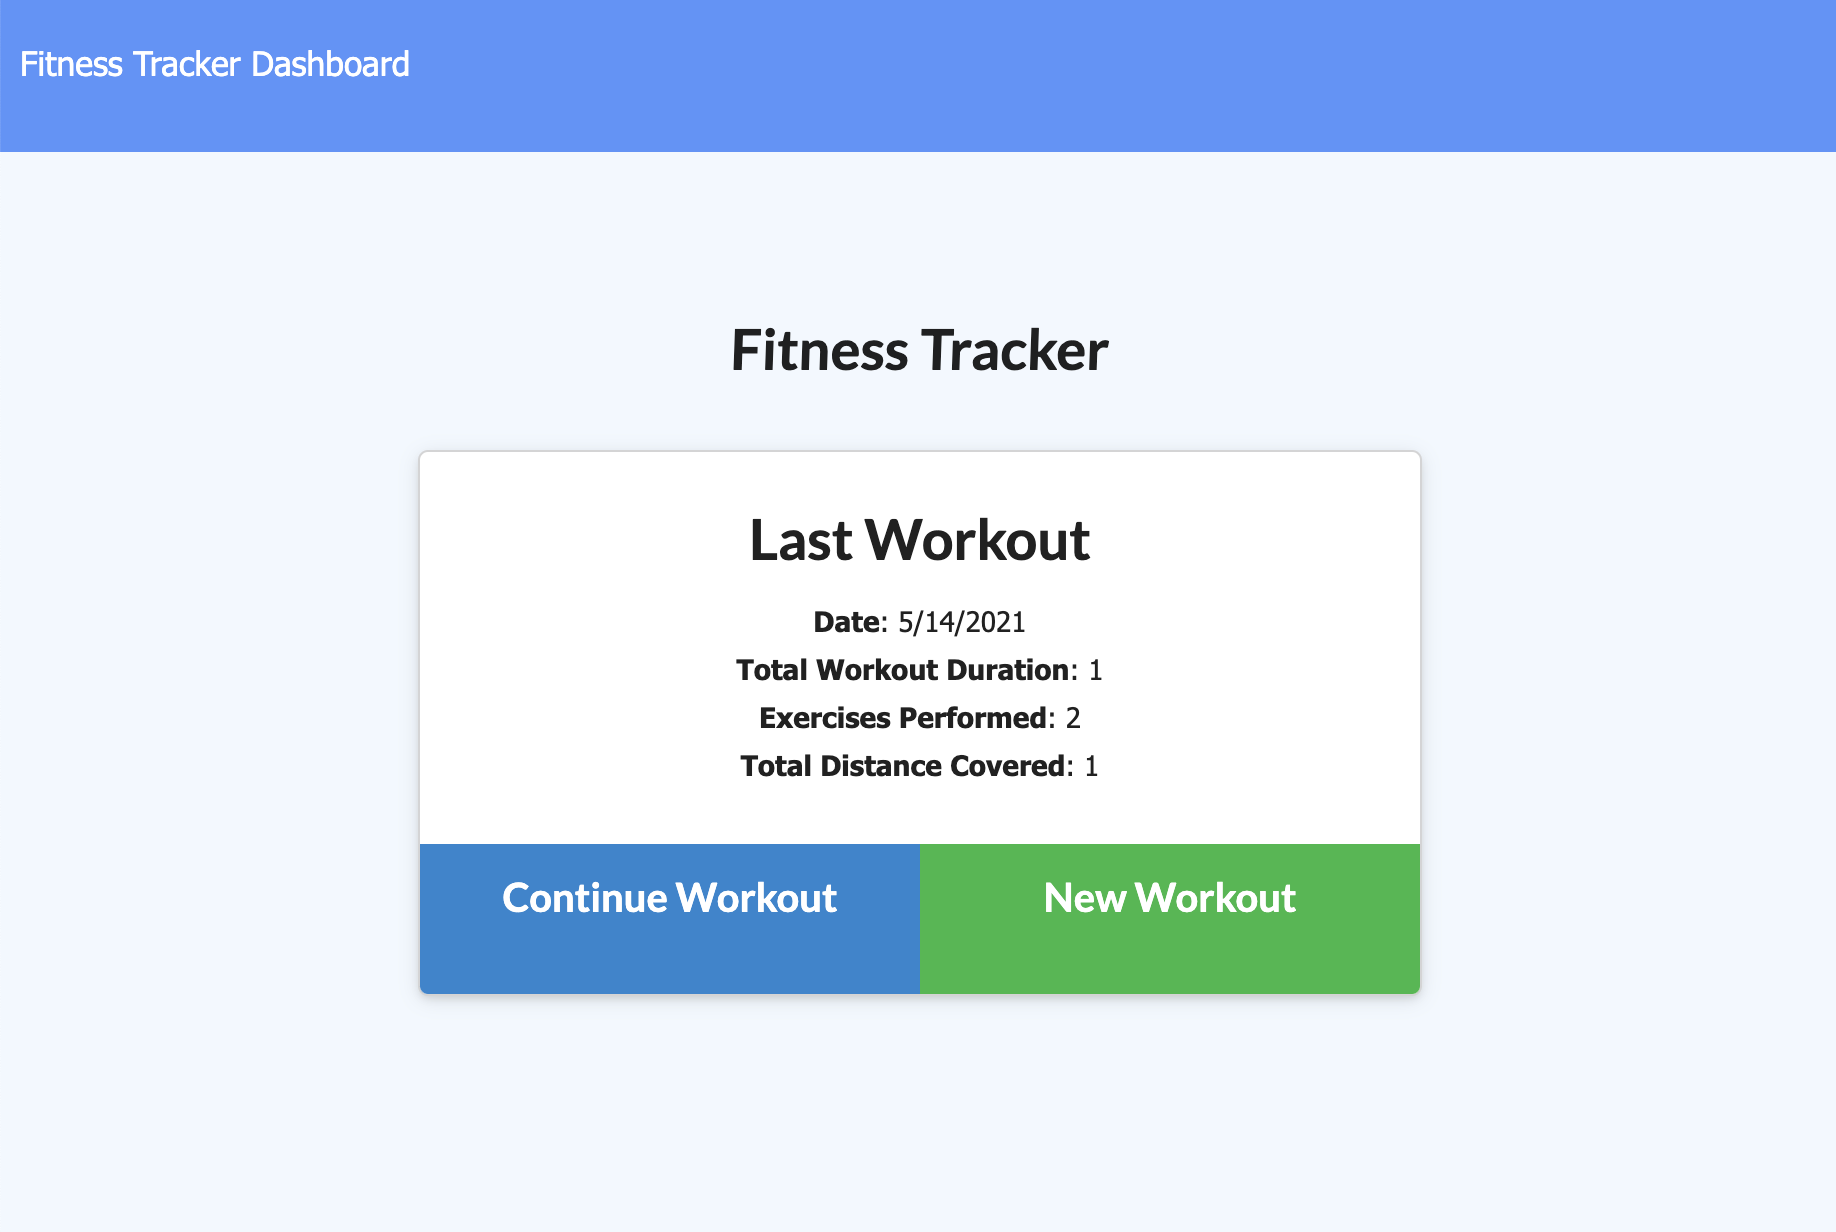 Fitness Tracker Dashboard
Fitness Tracker
Last Workout
Date: 5/14/2021
Total Workout Duration: 1
Exercises Performed: 2
Total Distance Covered: 1
Continue Workout
New Workout